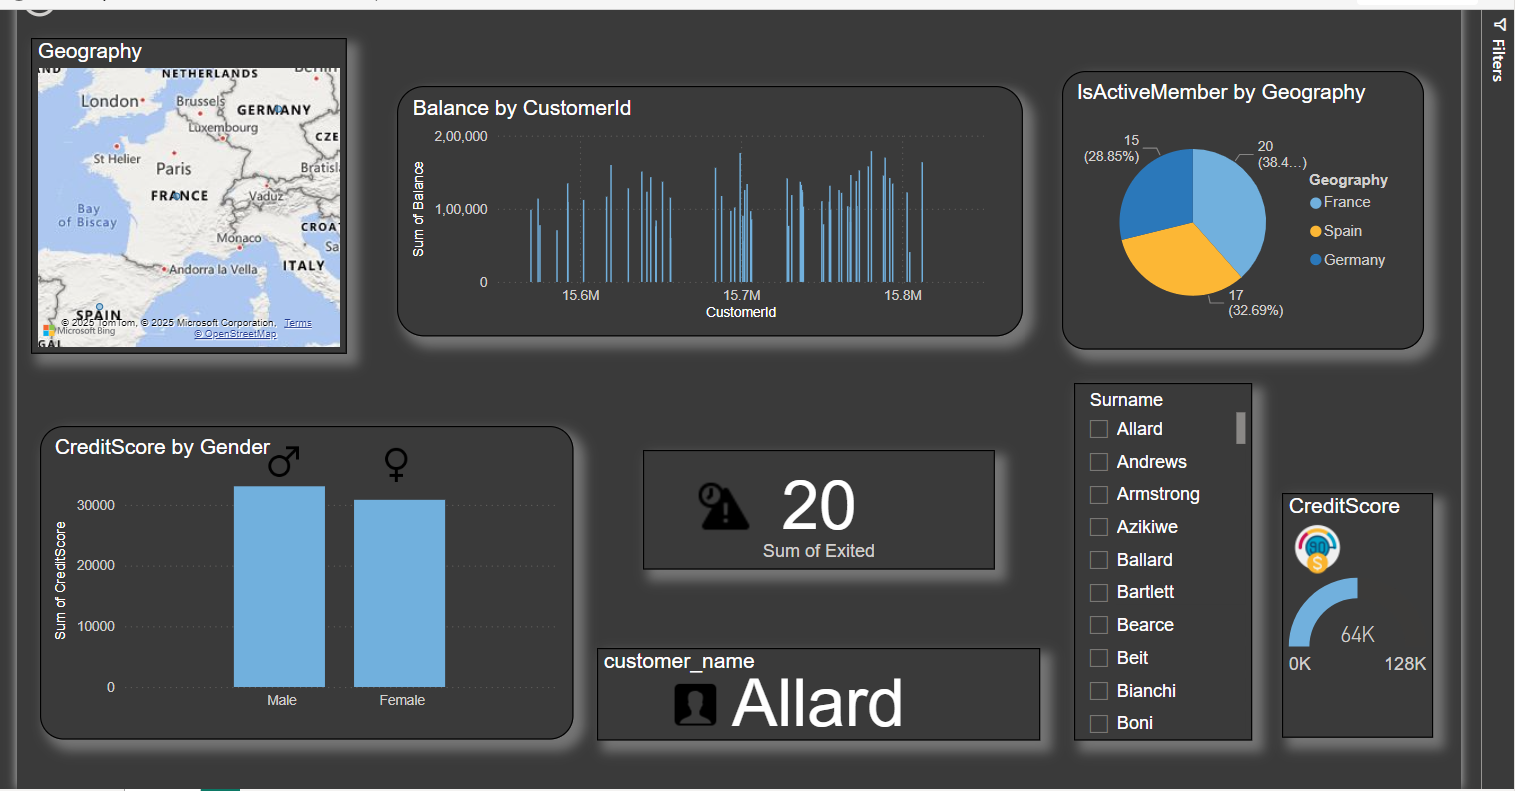 Geography
NETHERLANDS
London
Brussels
GERMANY
Luxembourg
CZE
St Helier
Paris
Bratisl
FRANCE
Vaduz
Bay
of Biscay
CROA
Monaco
Sa
Andorra la Vella
ITALY
SPAIN
© 2025 TomTom, © 2025 Microsoft Corporation, Terms
Microsoft Bing
© OpenStreetMap
GAL
Balance by CustomerId
2,00,000
1,00,000
0
Sum of Balance
15.6M
15.7M
15.8M
CustomerId
IsActiveMember by Geography
15
(28.85%)
20
(38.4...)
17
(32.69%)
Geography
France
Spain
Germany
Filters
CreditScore by Gender
30000
20000
10000
0
Sum of CreditScore
Male
Female
20
Sum of Exited
customer_name
Allard
Surname
Allard
Andrews
Armstrong
Azikiwe
Ballard
Bartlett
Bearce
Beit
Bianchi
Boni
CreditScore
90
$
64K
0K
128K